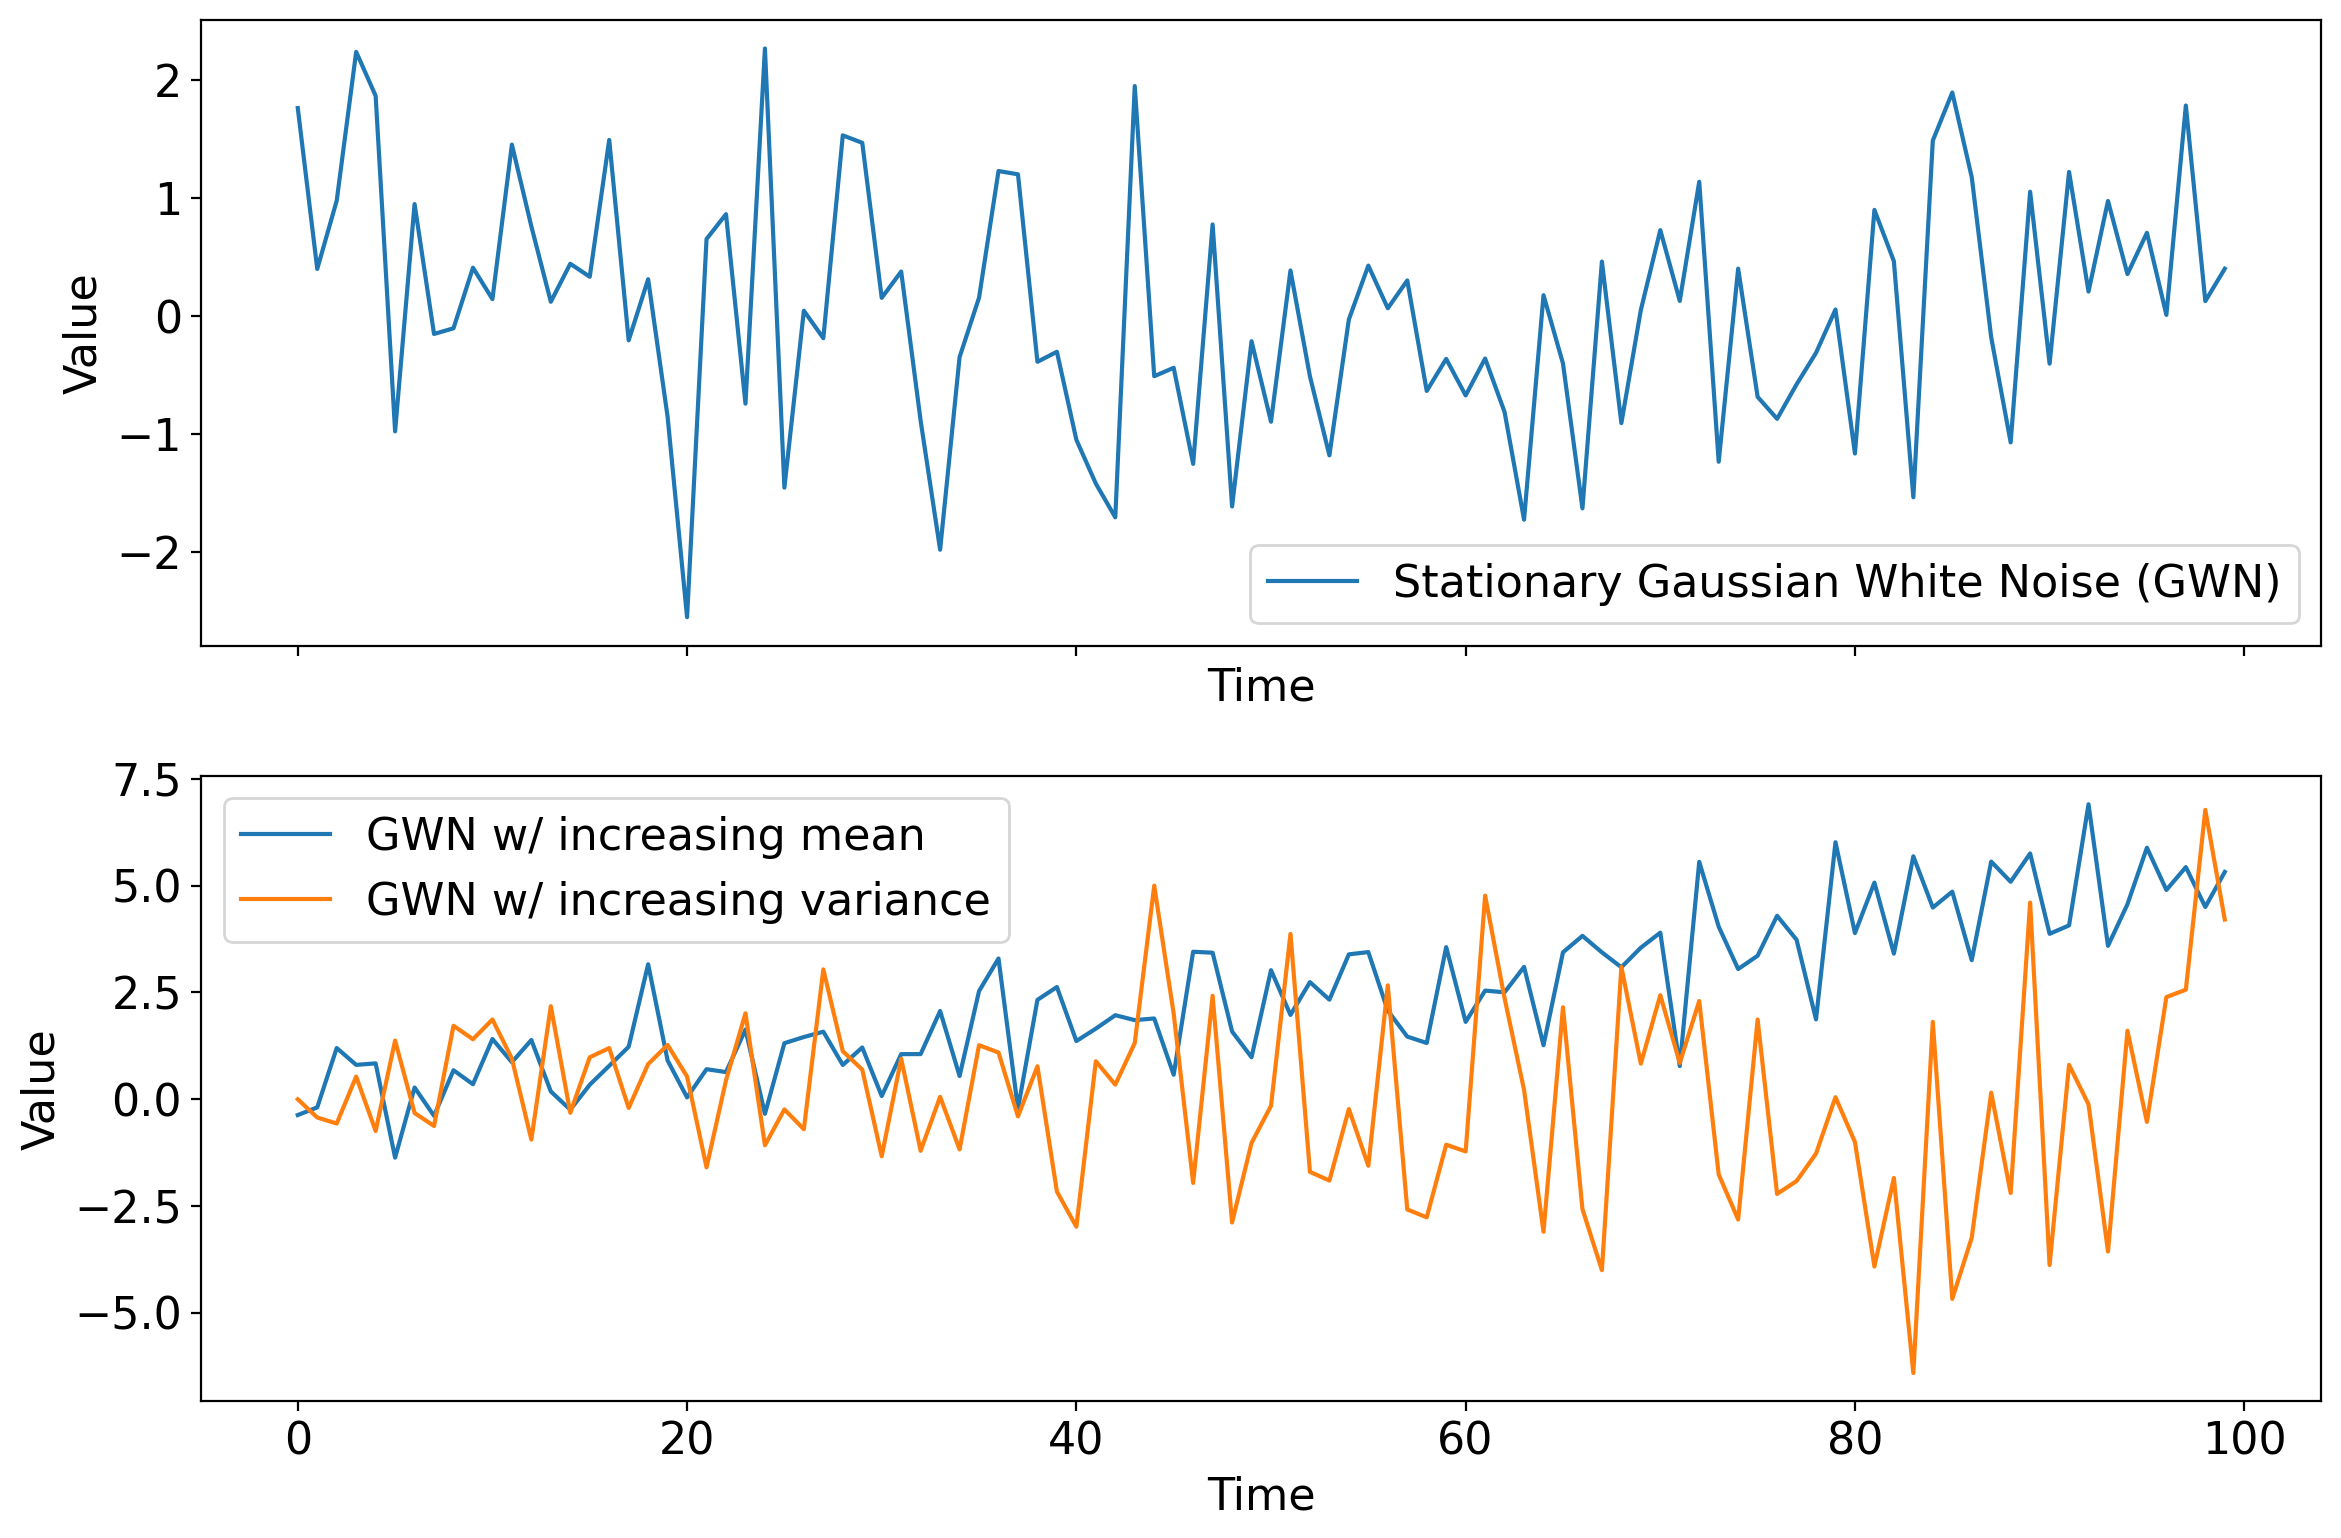 2
1
0
−1
−2
Value
Stationary Gaussian White Noise (GWN)
Time
7.5
5.0
2.5
0.0
−2.5
−5.0
Value
GWN w/ increasing mean
GWN w/ increasing variance
0 20 40 60 80 100
Time